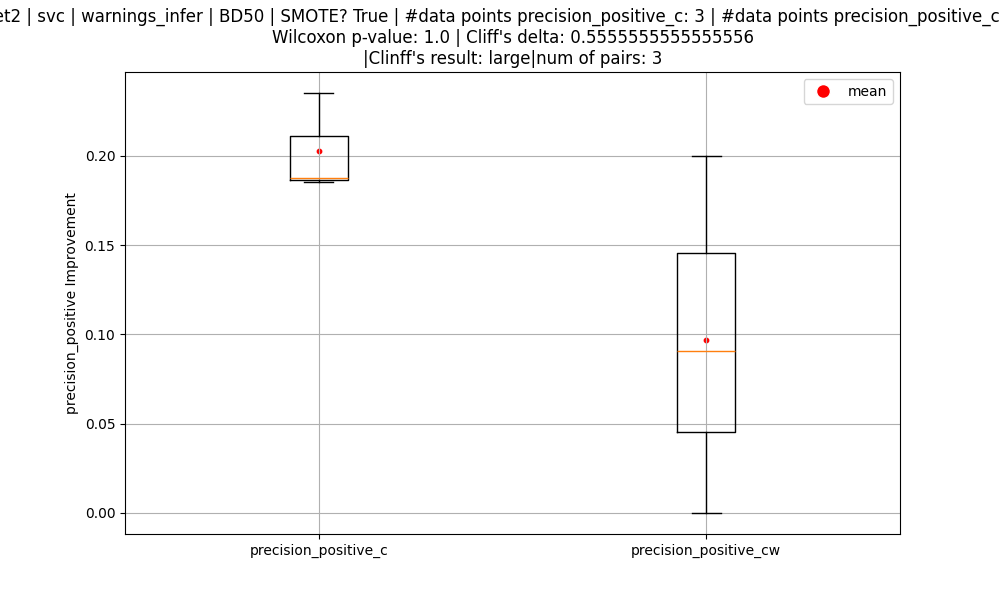 | svc | warnings_infer | BD50 | SMOTE? True | #data points precision_positive_c: 3 | #data points precision_positive_c
Wilcoxon p-value: 1.0 | Cliff's delta: 0.5555555555555556
|Clinff's result: large|num of pairs: 3
mean
0.20
0.15
0.10
0.05
0.00
precision_positive Improvement
precision_positive_c
precision_positive_cw